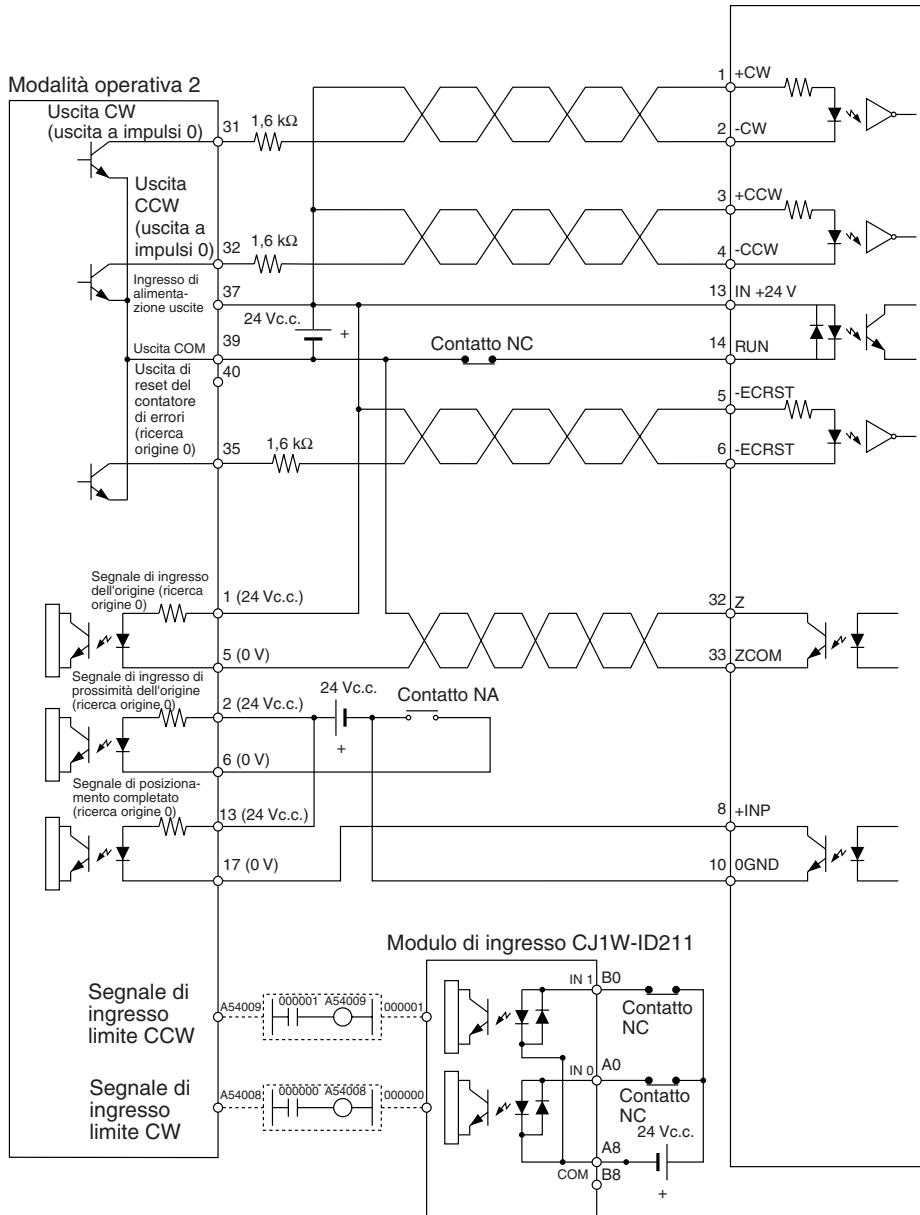 Modalità operativa 2
Uscita CW
(uscita a impulsi 0)
31
1,6 kΩ
1
+CW
2
-CW
Uscita
CCW
(uscita a
impulsi 0)
32
1,6 kΩ
3
+CCW
4
-CCW
Ingresso di
alimenta-
zione uscite
37
24 Vc.c.
+
13
IN +24 V
Uscita COM
39
Contatto NC
14
RUN
40
Uscita di
reset del
contatore
di errori
(ricerca
origine 0)
35
1,6 kΩ
5
-ECRST
6
-ECRST
Segnale di ingresso
dell'origine (ricerca
origine 0)
1 (24 Vc.c.)
5 (0 V)
32
Z
33
ZCOM
Segnale di ingresso di
prossimità dell'origine
(ricerca origine 0)
2 (24 Vc.c.)
24 Vc.c.
+
Contatto NA
6 (0 V)
Segnale di posiziona-
mento completato
(ricerca origine 0)
13 (24 Vc.c.)
17 (0 V)
8
+INP
10
0GND
Modulo di ingresso CJ1W-ID211
Segnale di
ingresso
limite CCW
A54009
000001
A54009
000001
IN 1
B0
Contatto
NC
Segnale di
ingresso
limite CW
A54008
000000
A54008
000000
IN 0
A0
Contatto
NC
24 Vc.c.
+
A8
COM
B8